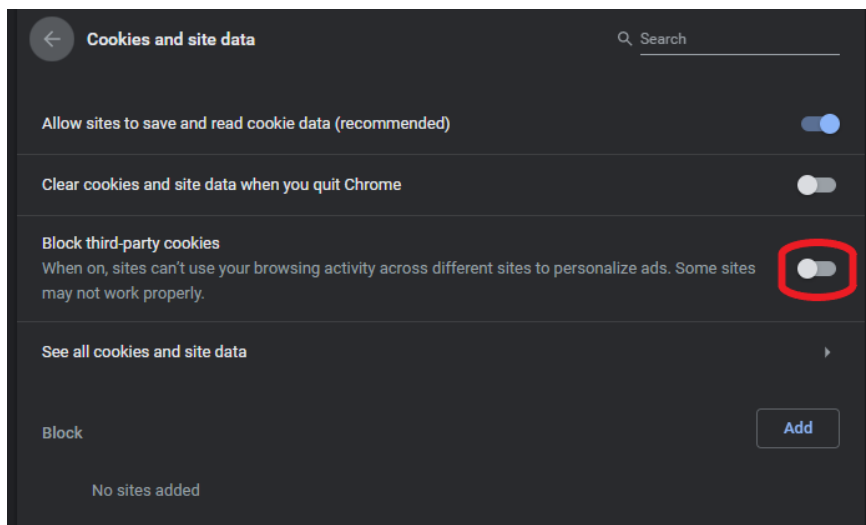 Cookies and site data
Search
Allow sites to save and read cookie data (recommended)
Clear cookies and site data when you quit Chrome
Block third-party cookies
When on, sites can't use your browsing activity across different sites to personalize ads. Some sites
may not work properly.
See all cookies and site data
Block
Add
No sites added